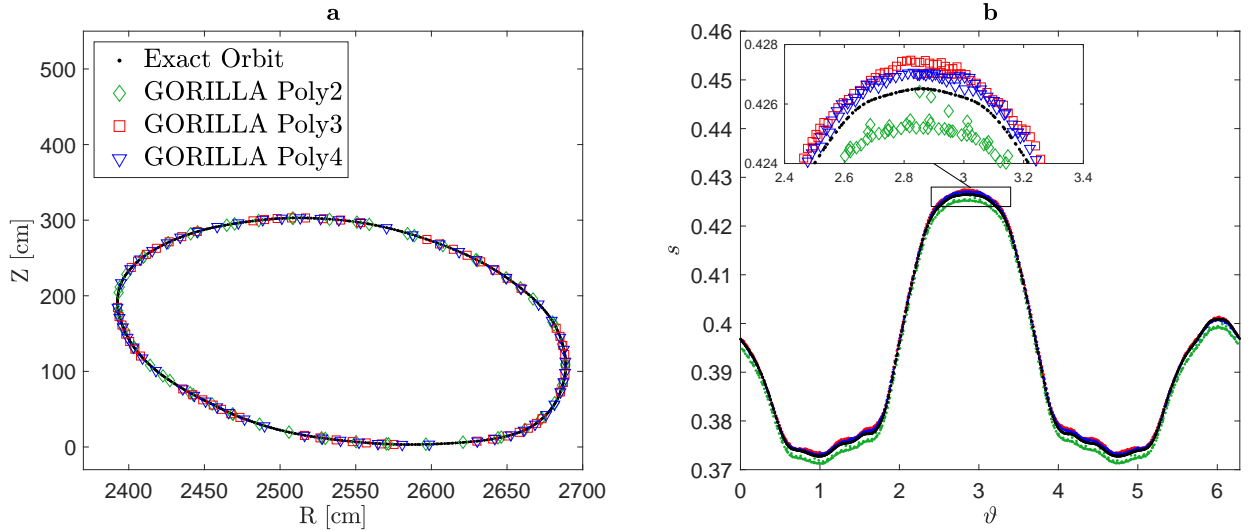 a
500
400
300
200
100
0
Z [cm]
2400 2450 2500 2550 2600 2650 2700
R [cm]
Exact Orbit
GORILLA Poly2
GORILLA Poly3
GORILLA Poly4
b
0.46
0.45
0.44
0.43
0.42
0.41
0.4
0.39
0.38
0.37
s
0 1 2 3 4 5 6
ϑ
0.428
0.426
0.424
2.4 2.6 2.8 3 3.2 3.4